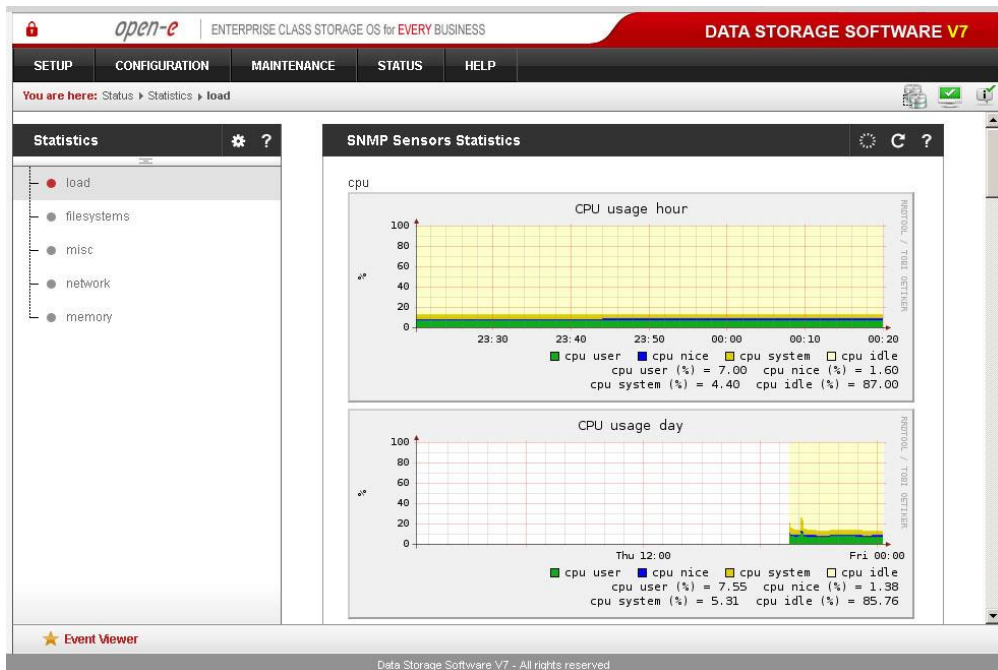 open-e ENTERPRISE CLASS STORAGE OS for EVERY BUSINESS DATA STORAGE SOFTWARE V7
SETUP CONFIGURATION MAINTENANCE STATUS HELP
You are here: Status Statistics load
Statistics ?
load
filesystems
misc
network
memory
SNMP Sensors Statistics ?
cpu
CPU usage hour
100
80
60
40
20
0
%
23:30 23:40 23:50 00:00 00:10 00:20
cpu user cpu nice cpu system cpu idle
cpu user (%) = 7.00 cpu nice (%) = 1.60
cpu system (%) = 4.40 cpu idle (%) = 87.00
RRDTOOL / TOBI OETIKER
CPU usage day
100
80
60
40
20
0
%
Thu 12:00 Fri 00:00
cpu user cpu nice cpu system cpu idle
cpu user (%) = 7.55 cpu nice (%) = 1.38
cpu system (%) = 5.31 cpu idle (%) = 85.76
RRDTOOL / TOBI OETIKER
Event Viewer
Data Storage Software V7 - All rights reserved